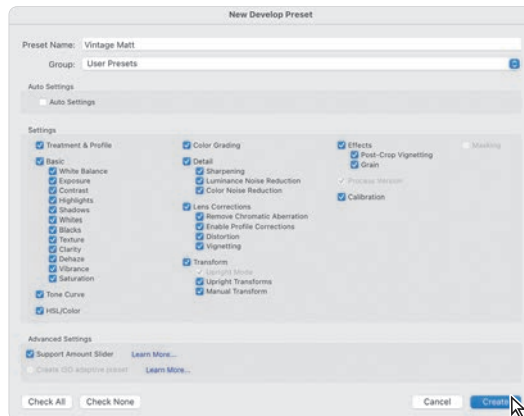 New Develop Preset
Preset Name: Vintage Matt
Group: User Presets
Auto Settings
Auto Settings
Settings
Treatment & Profile
Basic
White Balance
Exposure
Contrast
Highlights
Shadows
Whites
Blacks
Texture
Clarity
Dehaze
Vibrance
Saturation
Tone Curve
HSL/Color
Color Grading
Detail
Sharpening
Luminance Noise Reduction
Color Noise Reduction
Lens Corrections
Remove Chromatic Aberration
Enable Profile Corrections
Distortion
Vignetting
Transform
Upright Mode
Upright Transforms
Manual Transform
Effects
Post-Crop Vignetting
Grain
Process Version
Calibration
Masking
Advanced Settings
Support Amount Slider Learn More...
Create ISO adaptive preset Learn More...
Check All Check None Cancel Create